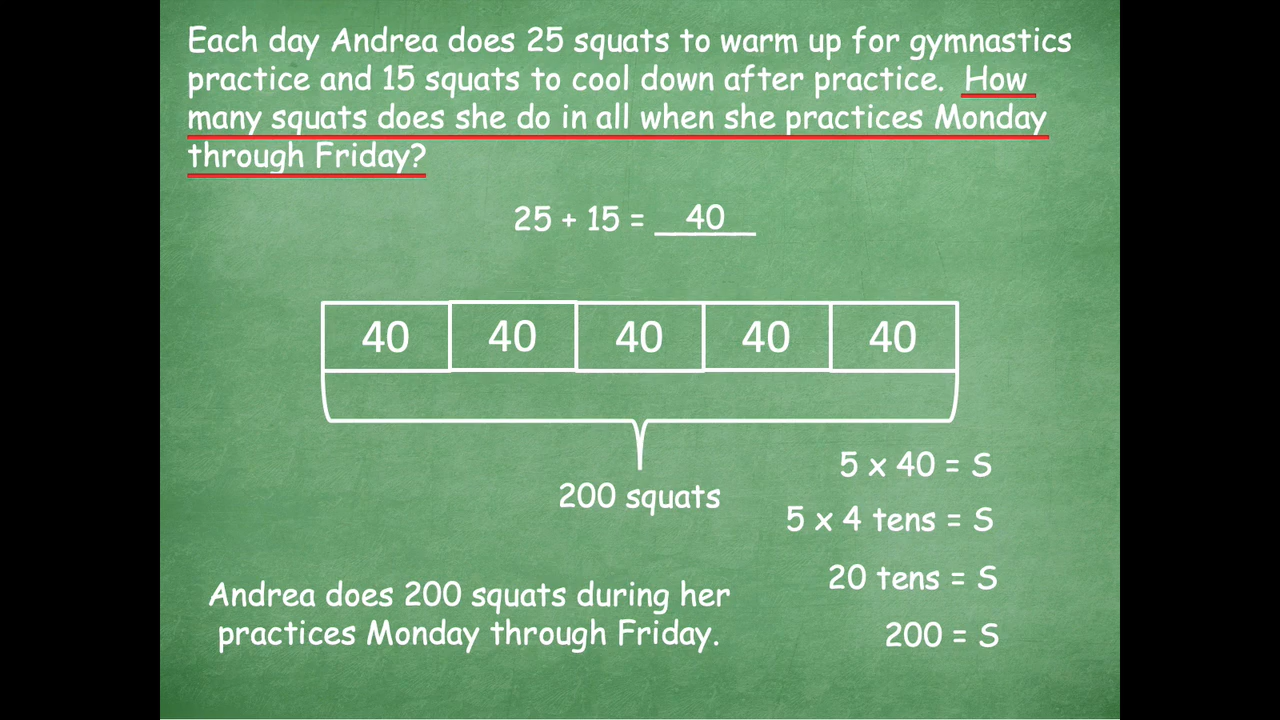 Each day Andrea does 25 squats to warm up for gymnastics
practice and 15 squats to cool down after practice. How
many squats does she do in all when she practices Monday
through Friday?
25 + 15 = 40
40 40 40 40 40
200 squats
5 x 40 = S
5 x 4 tens = S
20 tens = S
200 = S
Andrea does 200 squats during her
practices Monday through Friday.